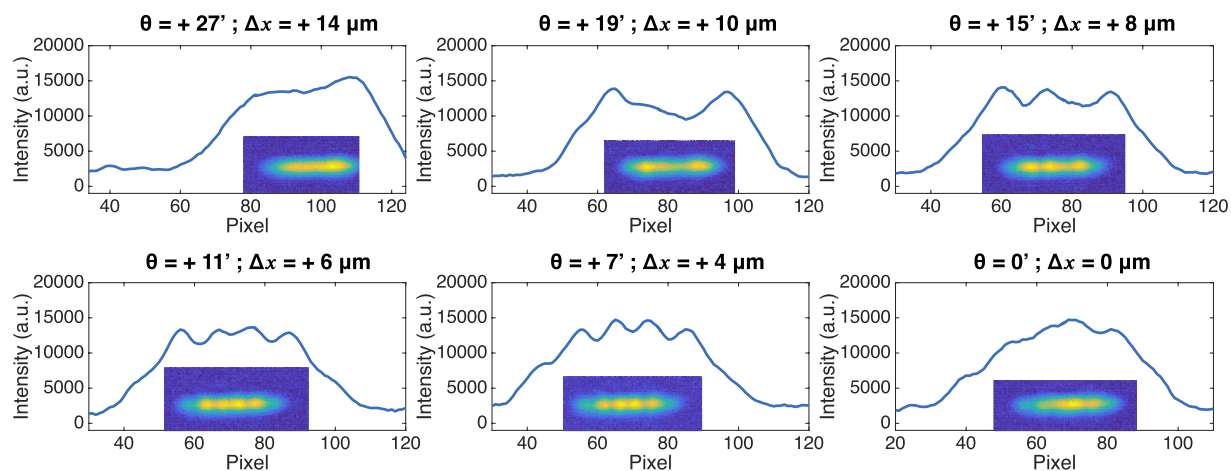 θ = + 27’ ; Δx = + 14 µm
θ = + 19’ ; Δx = + 10 µm
θ = + 15’ ; Δx = + 8 µm
20000
15000
10000
5000
0
Intensity (a.u.)
40 60 80 100 120
Pixel
20000
15000
10000
5000
0
Intensity (a.u.)
40 60 80 100 120
Pixel
20000
15000
10000
5000
0
Intensity (a.u.)
40 60 80 100 120
Pixel
θ = + 11’ ; Δx = + 6 µm
θ = + 7’ ; Δx = + 4 µm
θ = 0’ ; Δx = 0 µm
20000
15000
10000
5000
0
Intensity (a.u.)
40 60 80 100 120
Pixel
20000
15000
10000
5000
0
Intensity (a.u.)
40 60 80 100 120
Pixel
20000
15000
10000
5000
0
Intensity (a.u.)
20 40 60 80 100
Pixel